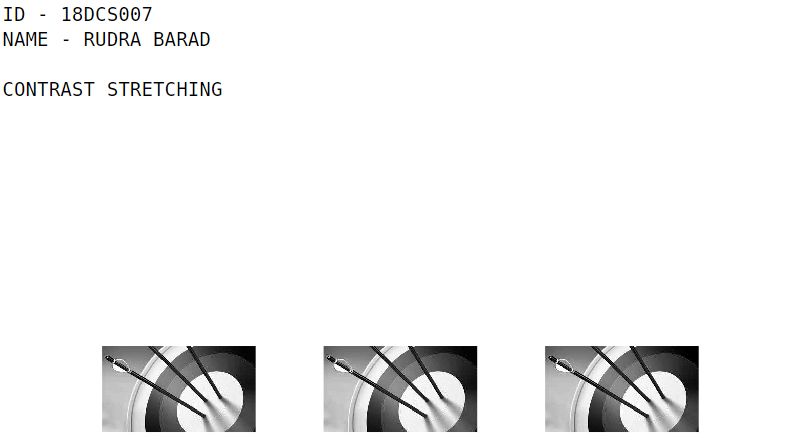 ID - 18DCS007
NAME - RUDRA BARAD
CONTRAST STRETCHING